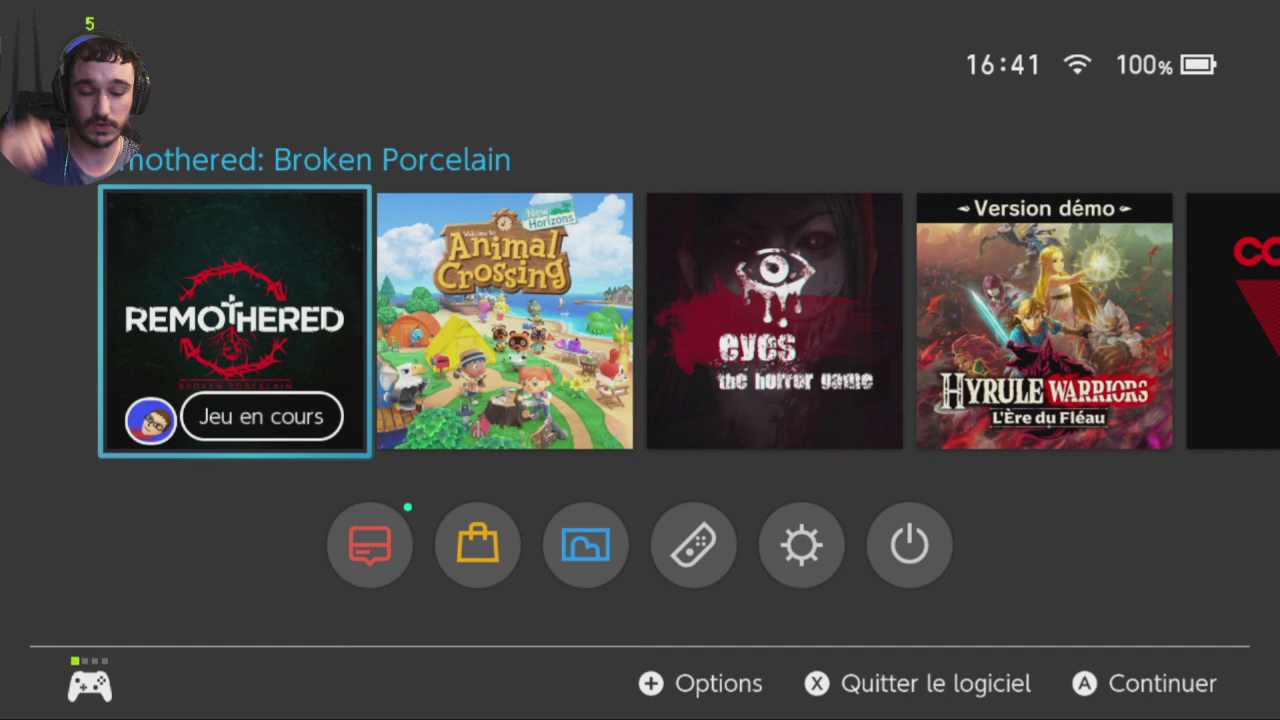 5
16:41 100%
mothered: Broken Porcelain
REMOTHERED
BROKEN PORCELAIN
Jeu en cours
Welcome to
Animal
Crossing
New
Horizons
eyes
the horror game
Version démo
HYRULE WARRIORS
L'Ère du Fléau
CO
+ Options X Quitter le logiciel A Continuer